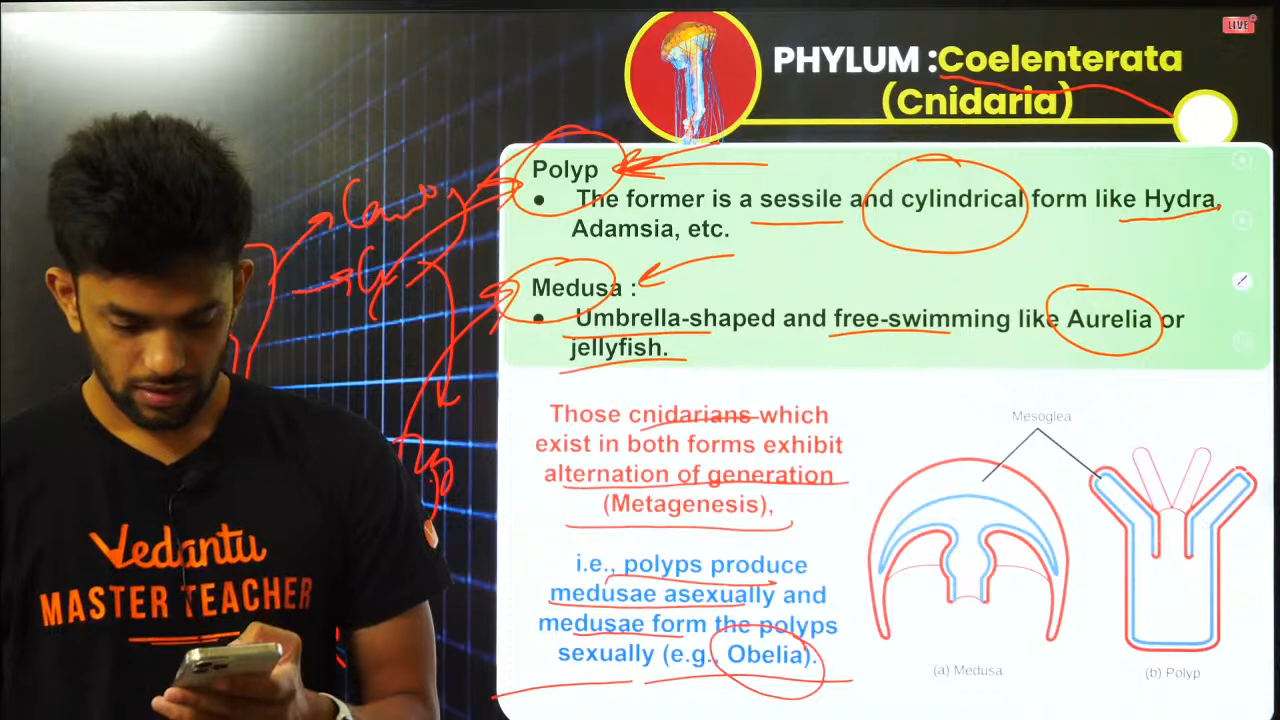 LIVE
PHYLUM :Coelenterata
(Cnidaria)
Polyp
● The former is a sessile and cylindrical form like Hydra,
Adamsia, etc.
Medusa :
● Umbrella-shaped and free-swimming like Aurelia or
jellyfish.
Those cnidarians which
exist in both forms exhibit
alternation of generation
(Metagenesis),
i.e., polyps produce
medusae asexually and
medusae form the polyps
sexually (e.g., Obelia).
Mesoglea
(a) Medusa
(b) Polyp
Vedantu
MASTER TEACHER